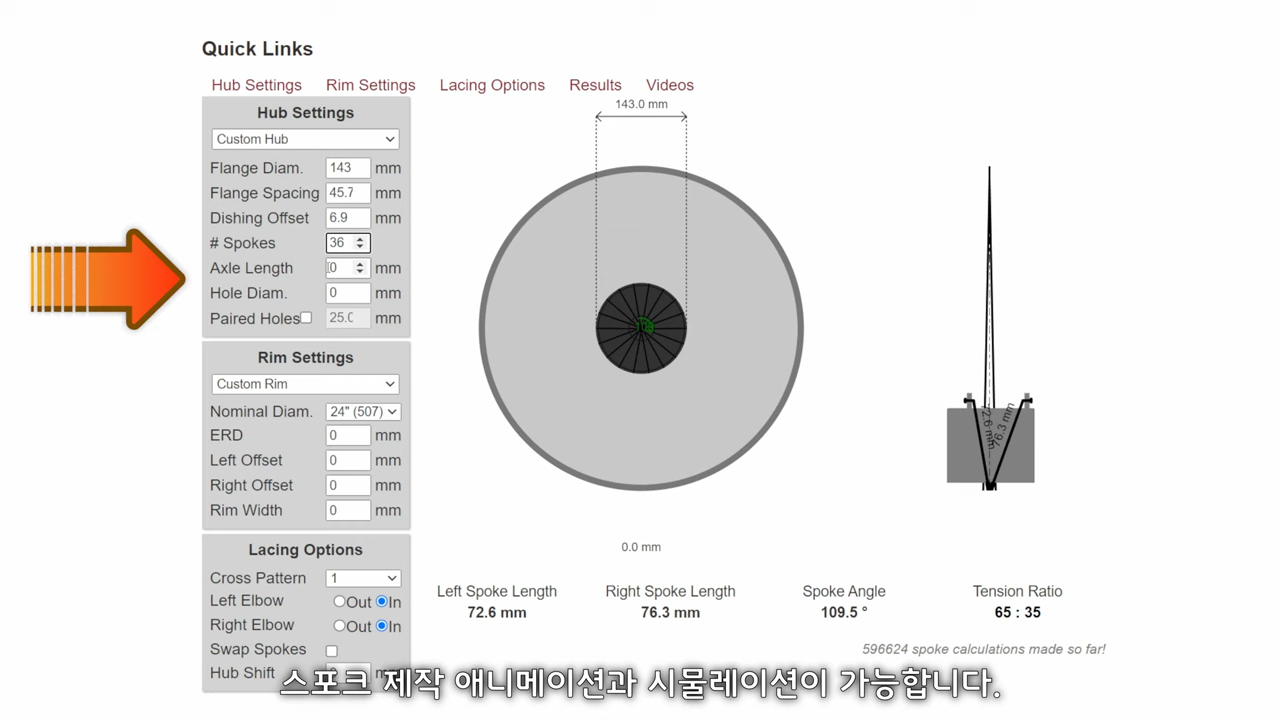 Quick Links
Hub Settings Rim Settings Lacing Options Results Videos
Hub Settings
Custom Hub
Flange Diam. 143 mm
Flange Spacing 45.7 mm
Dishing Offset 6.9 mm
# Spokes 36
Axle Length 0 mm
Hole Diam. 0 mm
Paired Holes 25.0 mm
Rim Settings
Custom Rim
Nominal Diam. 24" (507)
ERD 0 mm
Left Offset 0 mm
Right Offset 0 mm
Rim Width 0 mm
Lacing Options
Cross Pattern 1
Left Elbow Out In
Right Elbow Out In
Swap Spokes
Hub Shift
143.0 mm
72.6 mm
76.3 mm
0.0 mm
Left Spoke Length Right Spoke Length Spoke Angle Tension Ratio
72.6 mm 76.3 mm 109.5 ° 65 : 35
596624 spoke calculations made so far!
스포크 제작 애니메이션과 시물레이션이 가능합니다.